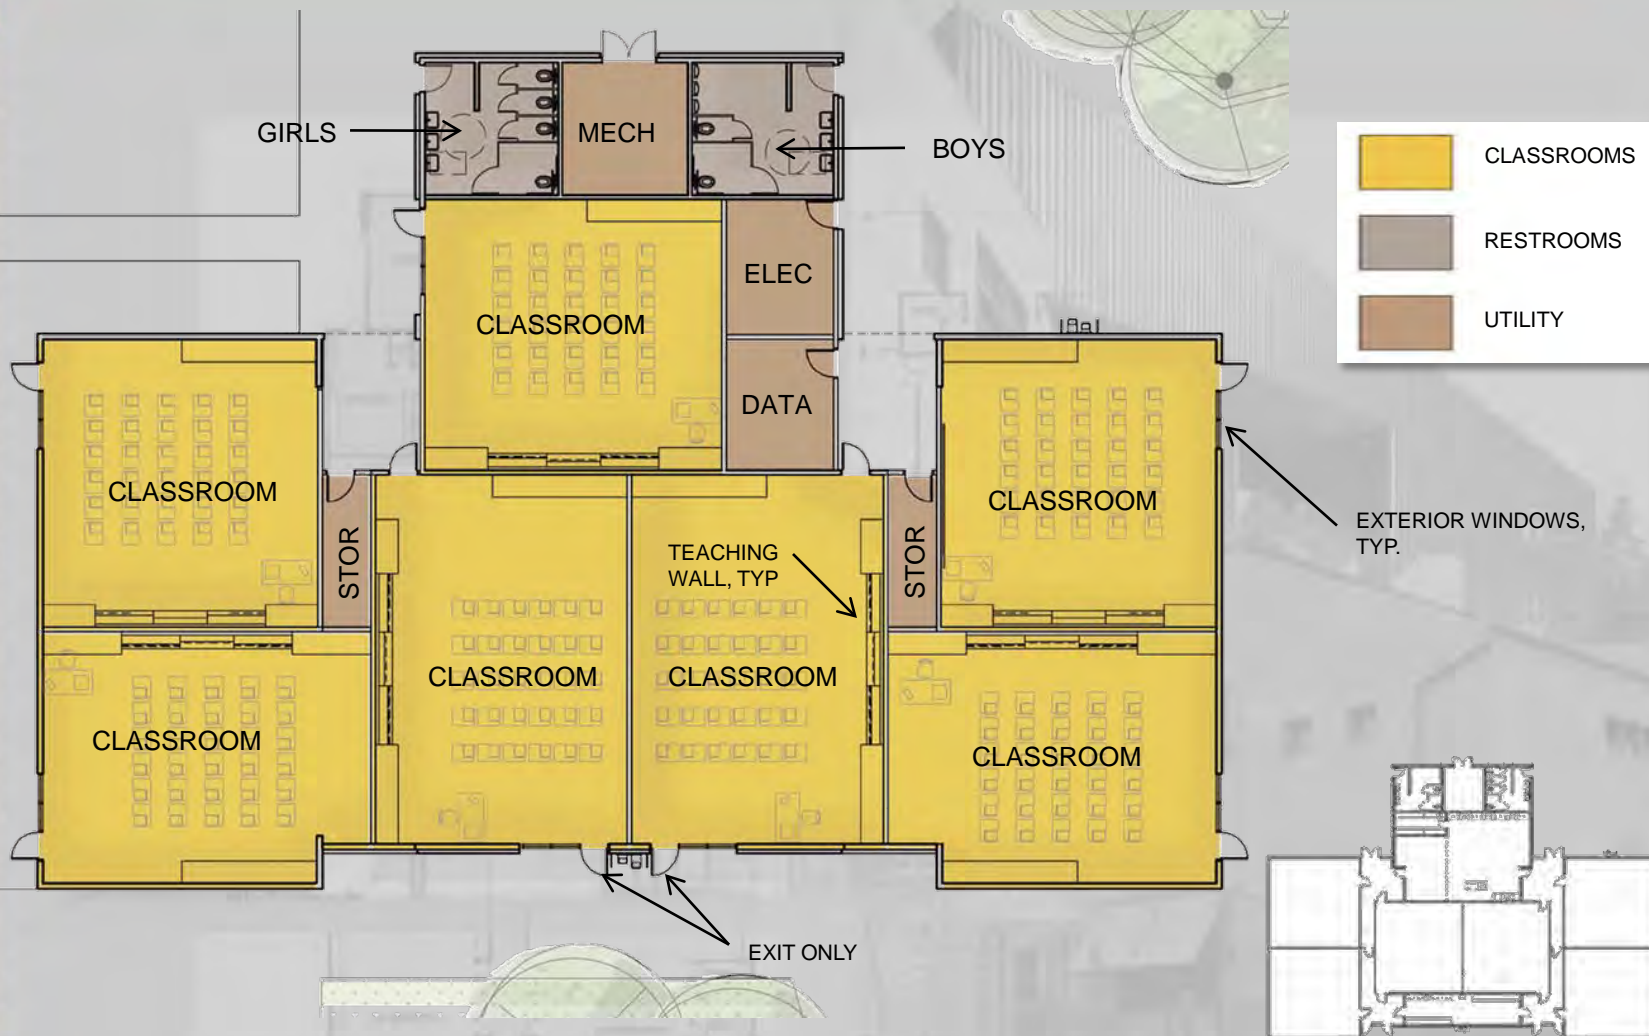 GIRLS
MECH
BOYS
CLASSROOMS
RESTROOMS
UTILITY
ELEC
CLASSROOM
DATA
CLASSROOM
CLASSROOM
STOR
TEACHING
WALL, TYP
STOR
EXTERIOR WINDOWS,
TYP.
CLASSROOM
CLASSROOM
CLASSROOM
CLASSROOM
EXIT ONLY